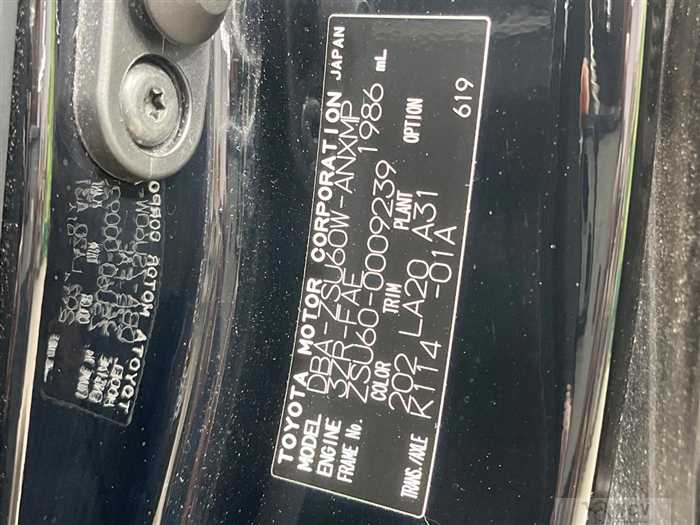 TOYOTA MOTOR CORPORATION JAPAN
MODEL DBA-ZSU60W-ANXMP
ENGINE 3ZR-FAE 1986 mL
FRAME No. ZSU60-0009239
COLOR TRIM PLANT OPTION
202 LA20 A31
TRANS./AXLE K114 -01A 619